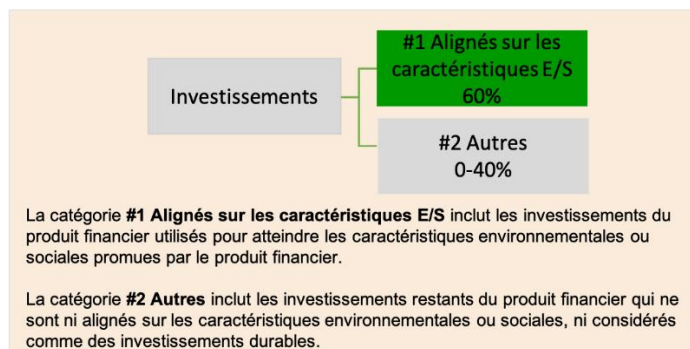 #1 Alignés sur les
caractéristiques E/S
60%
Investissements
#2 Autres
0-40%
La catégorie #1 Alignés sur les caractéristiques E/S inclut les investissements du
produit financier utilisés pour atteindre les caractéristiques environnementales ou
sociales promues par le produit financier.
La catégorie #2 Autres inclut les investissements restants du produit financier qui ne
sont ni alignés sur les caractéristiques environnementales ou sociales, ni considérés
comme des investissements durables.